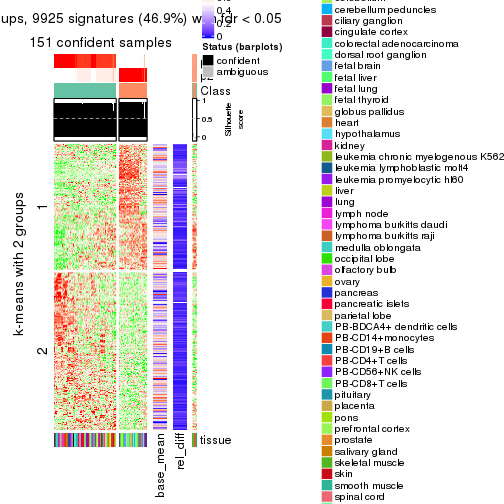 ups, 9925 signatures (46.9%) with fdr < 0.05
151 confident samples
p2
Class
1
0.5
0
Silhouette
score
k-means with 2 groups
1
2
tissue
base_mean
rel_diff
0.4
0.2
0
Status (barplots)
confident
ambiguous
cerebellum
cerebellum peduncles
ciliary ganglion
cingulate cortex
colorectal adenocarcinoma
dorsal root ganglion
fetal brain
fetal liver
fetal lung
fetal thyroid
globus pallidus
heart
hypothalamus
kidney
leukemia chronic myelogenous K562
leukemia lymphoblastic molt4
leukemia promyelocytic hl60
liver
lung
lymph node
lymphoma burkitts daudi
lymphoma burkitts raji
medulla oblongata
occipital lobe
olfactory bulb
ovary
pancreas
pancreatic islets
parietal lobe
PB-BDCA4+ dendritic cells
PB-CD14+monocytes
PB-CD19+B cells
PB-CD4+T cells
PB-CD56+NK cells
PB-CD8+T cells
pituitary
placenta
pons
prefrontal cortex
prostate
salivary gland
skeletal muscle
skin
smooth muscle
spinal cord